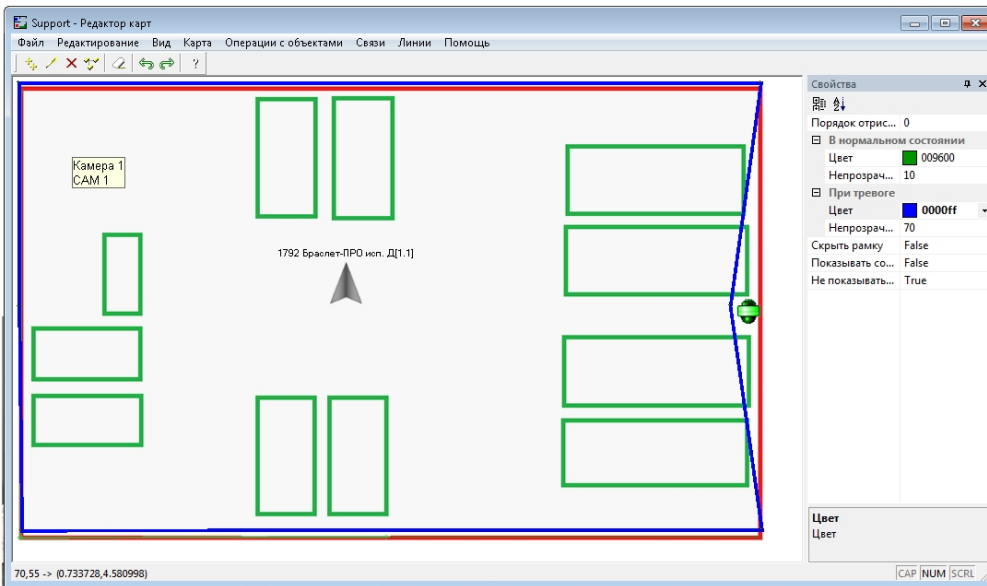 Support - Редактор карт
Файл Редактирование Вид Карта Операции с объектами Связи Линии Помощь
?
Свойства
Порядок отрис... 0
В нормальном состоянии
Цвет 009600
Непрозрач... 10
При тревоге
Цвет 0000ff
Непрозрач... 70
Скрыть рамку False
Показывать со... False
Не показывать... True
Камера 1
CAM 1
1792 Браслет-ПРО исп. Д[1.1]
Цвет
Цвет
70,55 -> (0.733728,4.580998)
CAP NUM SCRL